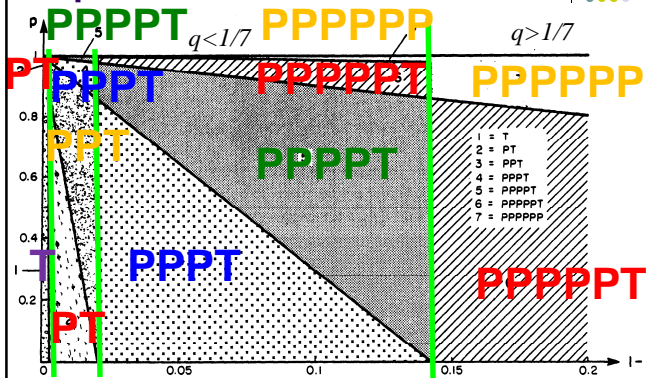 PPPPT
q<1/7
PPPPPP
q>1/7
p
5
PT
PPPT
PPPPPT
PPPPPP
0.8
PPT
PPPPT
1 = T
2 = PT
3 = PPT
4 = PPPT
5 = PPPPT
6 = PPPPPT
7 = PPPPPP
0.6
0.4
T
PPPT
PPPPPT
1
0.2
PT
0
0.05
0.1
0.15
0.2
1-